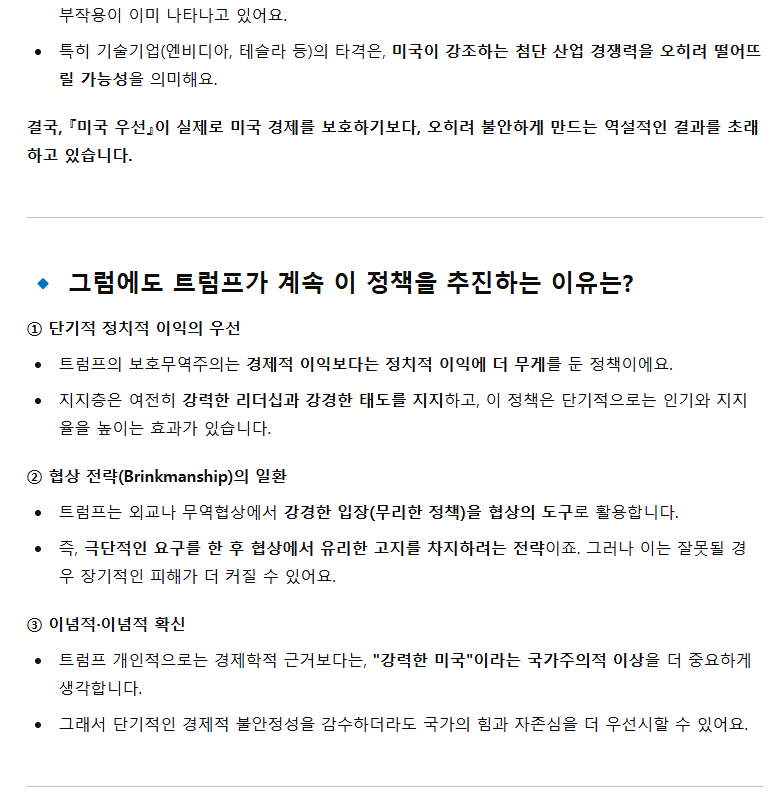 부작용이 이미 나타나고 있어요.
• 특히 기술기업(엔비디아, 테슬라 등)의 타격은, 미국이 강조하는 첨단 산업 경쟁력을 오히려 떨어뜨
릴 가능성을 의미해요.
결국, 『미국 우선』이 실제로 미국 경제를 보호하기보다, 오히려 불안하게 만드는 역설적인 결과를 초래
하고 있습니다.
🔹 그럼에도 트럼프가 계속 이 정책을 추진하는 이유는?
① 단기적 정치적 이익의 우선
• 트럼프의 보호무역주의는 경제적 이익보다는 정치적 이익에 더 무게를 둔 정책이에요.
• 지지층은 여전히 강력한 리더십과 강경한 태도를 지지하고, 이 정책은 단기적으로는 인기와 지지
율을 높이는 효과가 있습니다.
② 협상 전략(Brinkmanship)의 일환
• 트럼프는 외교나 무역협상에서 강경한 입장(무리한 정책)을 협상의 도구로 활용합니다.
• 즉, 극단적인 요구를 한 후 협상에서 유리한 고지를 차지하려는 전략이죠. 그러나 이는 잘못될 경
우 장기적인 피해가 더 커질 수 있어요.
③ 이념적·이념적 확신
• 트럼프 개인적으로는 경제학적 근거보다는, "강력한 미국"이라는 국가주의적 이상을 더 중요하게
생각합니다.
• 그래서 단기적인 경제적 불안정성을 감수하더라도 국가의 힘과 자존심을 더 우선시할 수 있어요.